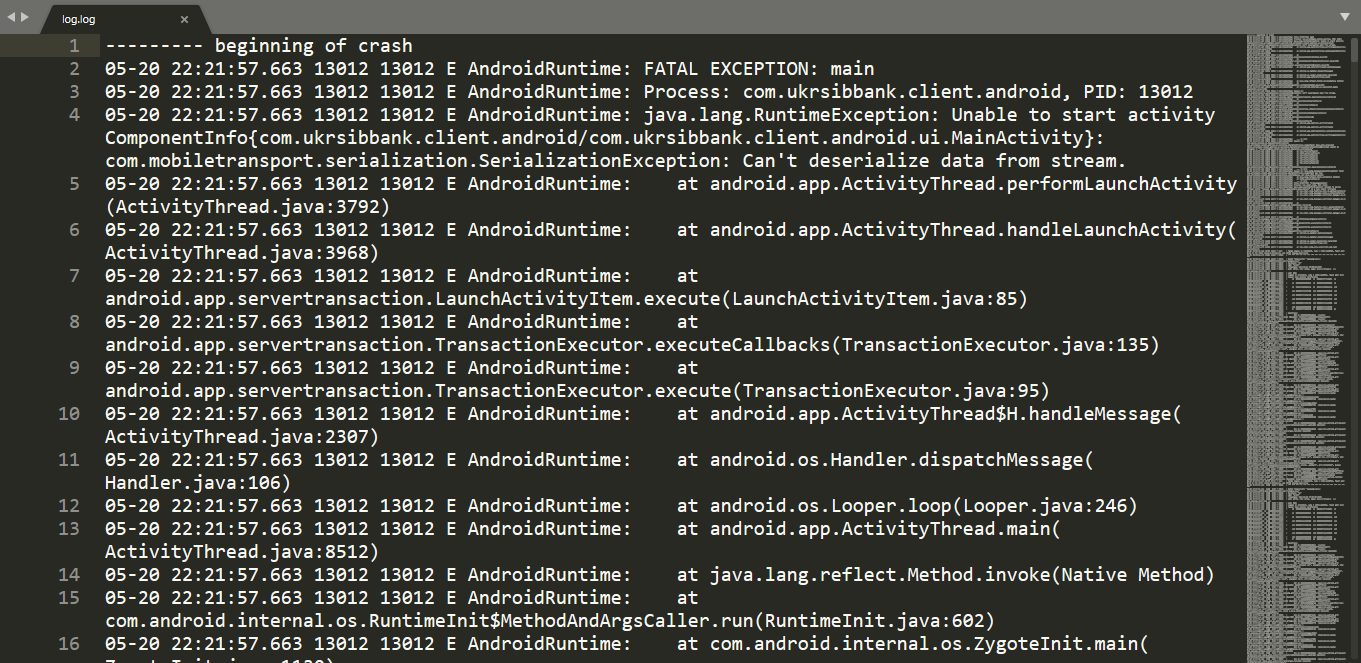 log.log
1 --------- beginning of crash
2 05-20 22:21:57.663 13012 13012 E AndroidRuntime: FATAL EXCEPTION: main
3 05-20 22:21:57.663 13012 13012 E AndroidRuntime: Process: com.ukrsibbank.client.android, PID: 13012
4 05-20 22:21:57.663 13012 13012 E AndroidRuntime: java.lang.RuntimeException: Unable to start activity
ComponentInfo{com.ukrsibbank.client.android/com.ukrsibbank.client.android.ui.MainActivity}:
com.mobiletransport.serialization.SerializationException: Can't deserialize data from stream.
5 05-20 22:21:57.663 13012 13012 E AndroidRuntime:    at android.app.ActivityThread.performLaunchActivity
(ActivityThread.java:3792)
6 05-20 22:21:57.663 13012 13012 E AndroidRuntime:    at android.app.ActivityThread.handleLaunchActivity(
ActivityThread.java:3968)
7 05-20 22:21:57.663 13012 13012 E AndroidRuntime:    at
android.app.servertransaction.LaunchActivityItem.execute(LaunchActivityItem.java:85)
8 05-20 22:21:57.663 13012 13012 E AndroidRuntime:    at
android.app.servertransaction.TransactionExecutor.executeCallbacks(TransactionExecutor.java:135)
9 05-20 22:21:57.663 13012 13012 E AndroidRuntime:    at
android.app.servertransaction.TransactionExecutor.execute(TransactionExecutor.java:95)
10 05-20 22:21:57.663 13012 13012 E AndroidRuntime:    at android.app.ActivityThread$H.handleMessage(
ActivityThread.java:2307)
11 05-20 22:21:57.663 13012 13012 E AndroidRuntime:    at android.os.Handler.dispatchMessage(
Handler.java:106)
12 05-20 22:21:57.663 13012 13012 E AndroidRuntime:    at android.os.Looper.loop(Looper.java:246)
13 05-20 22:21:57.663 13012 13012 E AndroidRuntime:    at android.app.ActivityThread.main(
ActivityThread.java:8512)
14 05-20 22:21:57.663 13012 13012 E AndroidRuntime:    at java.lang.reflect.Method.invoke(Native Method)
15 05-20 22:21:57.663 13012 13012 E AndroidRuntime:    at
com.android.internal.os.RuntimeInit$MethodAndArgsCaller.run(RuntimeInit.java:602)
16 05-20 22:21:57.663 13012 13012 E AndroidRuntime:    at com.android.internal.os.ZygoteInit.main(